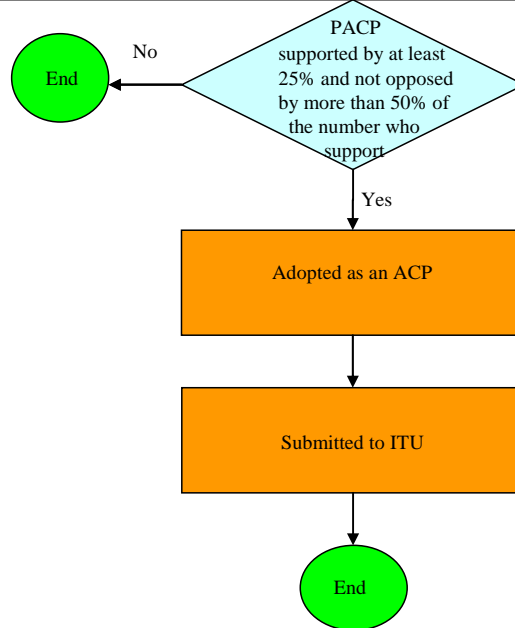 PACP
supported by at least
25% and not opposed
by more than 50% of
the number who
support
No
End
Yes
Adopted as an ACP
Submitted to ITU
End